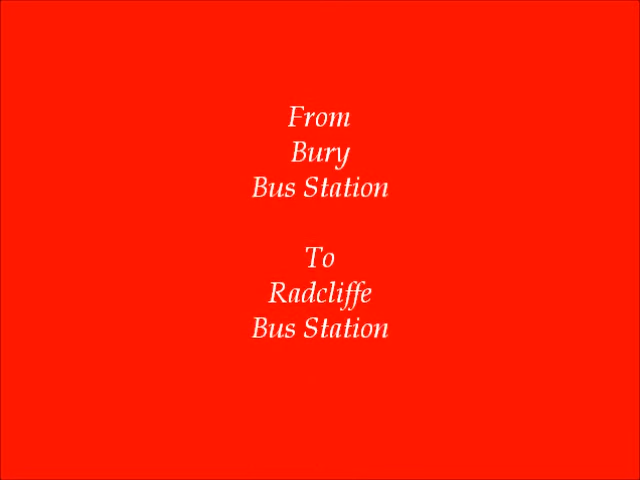 From
Bury
Bus Station
To
Radcliffe
Bus Station